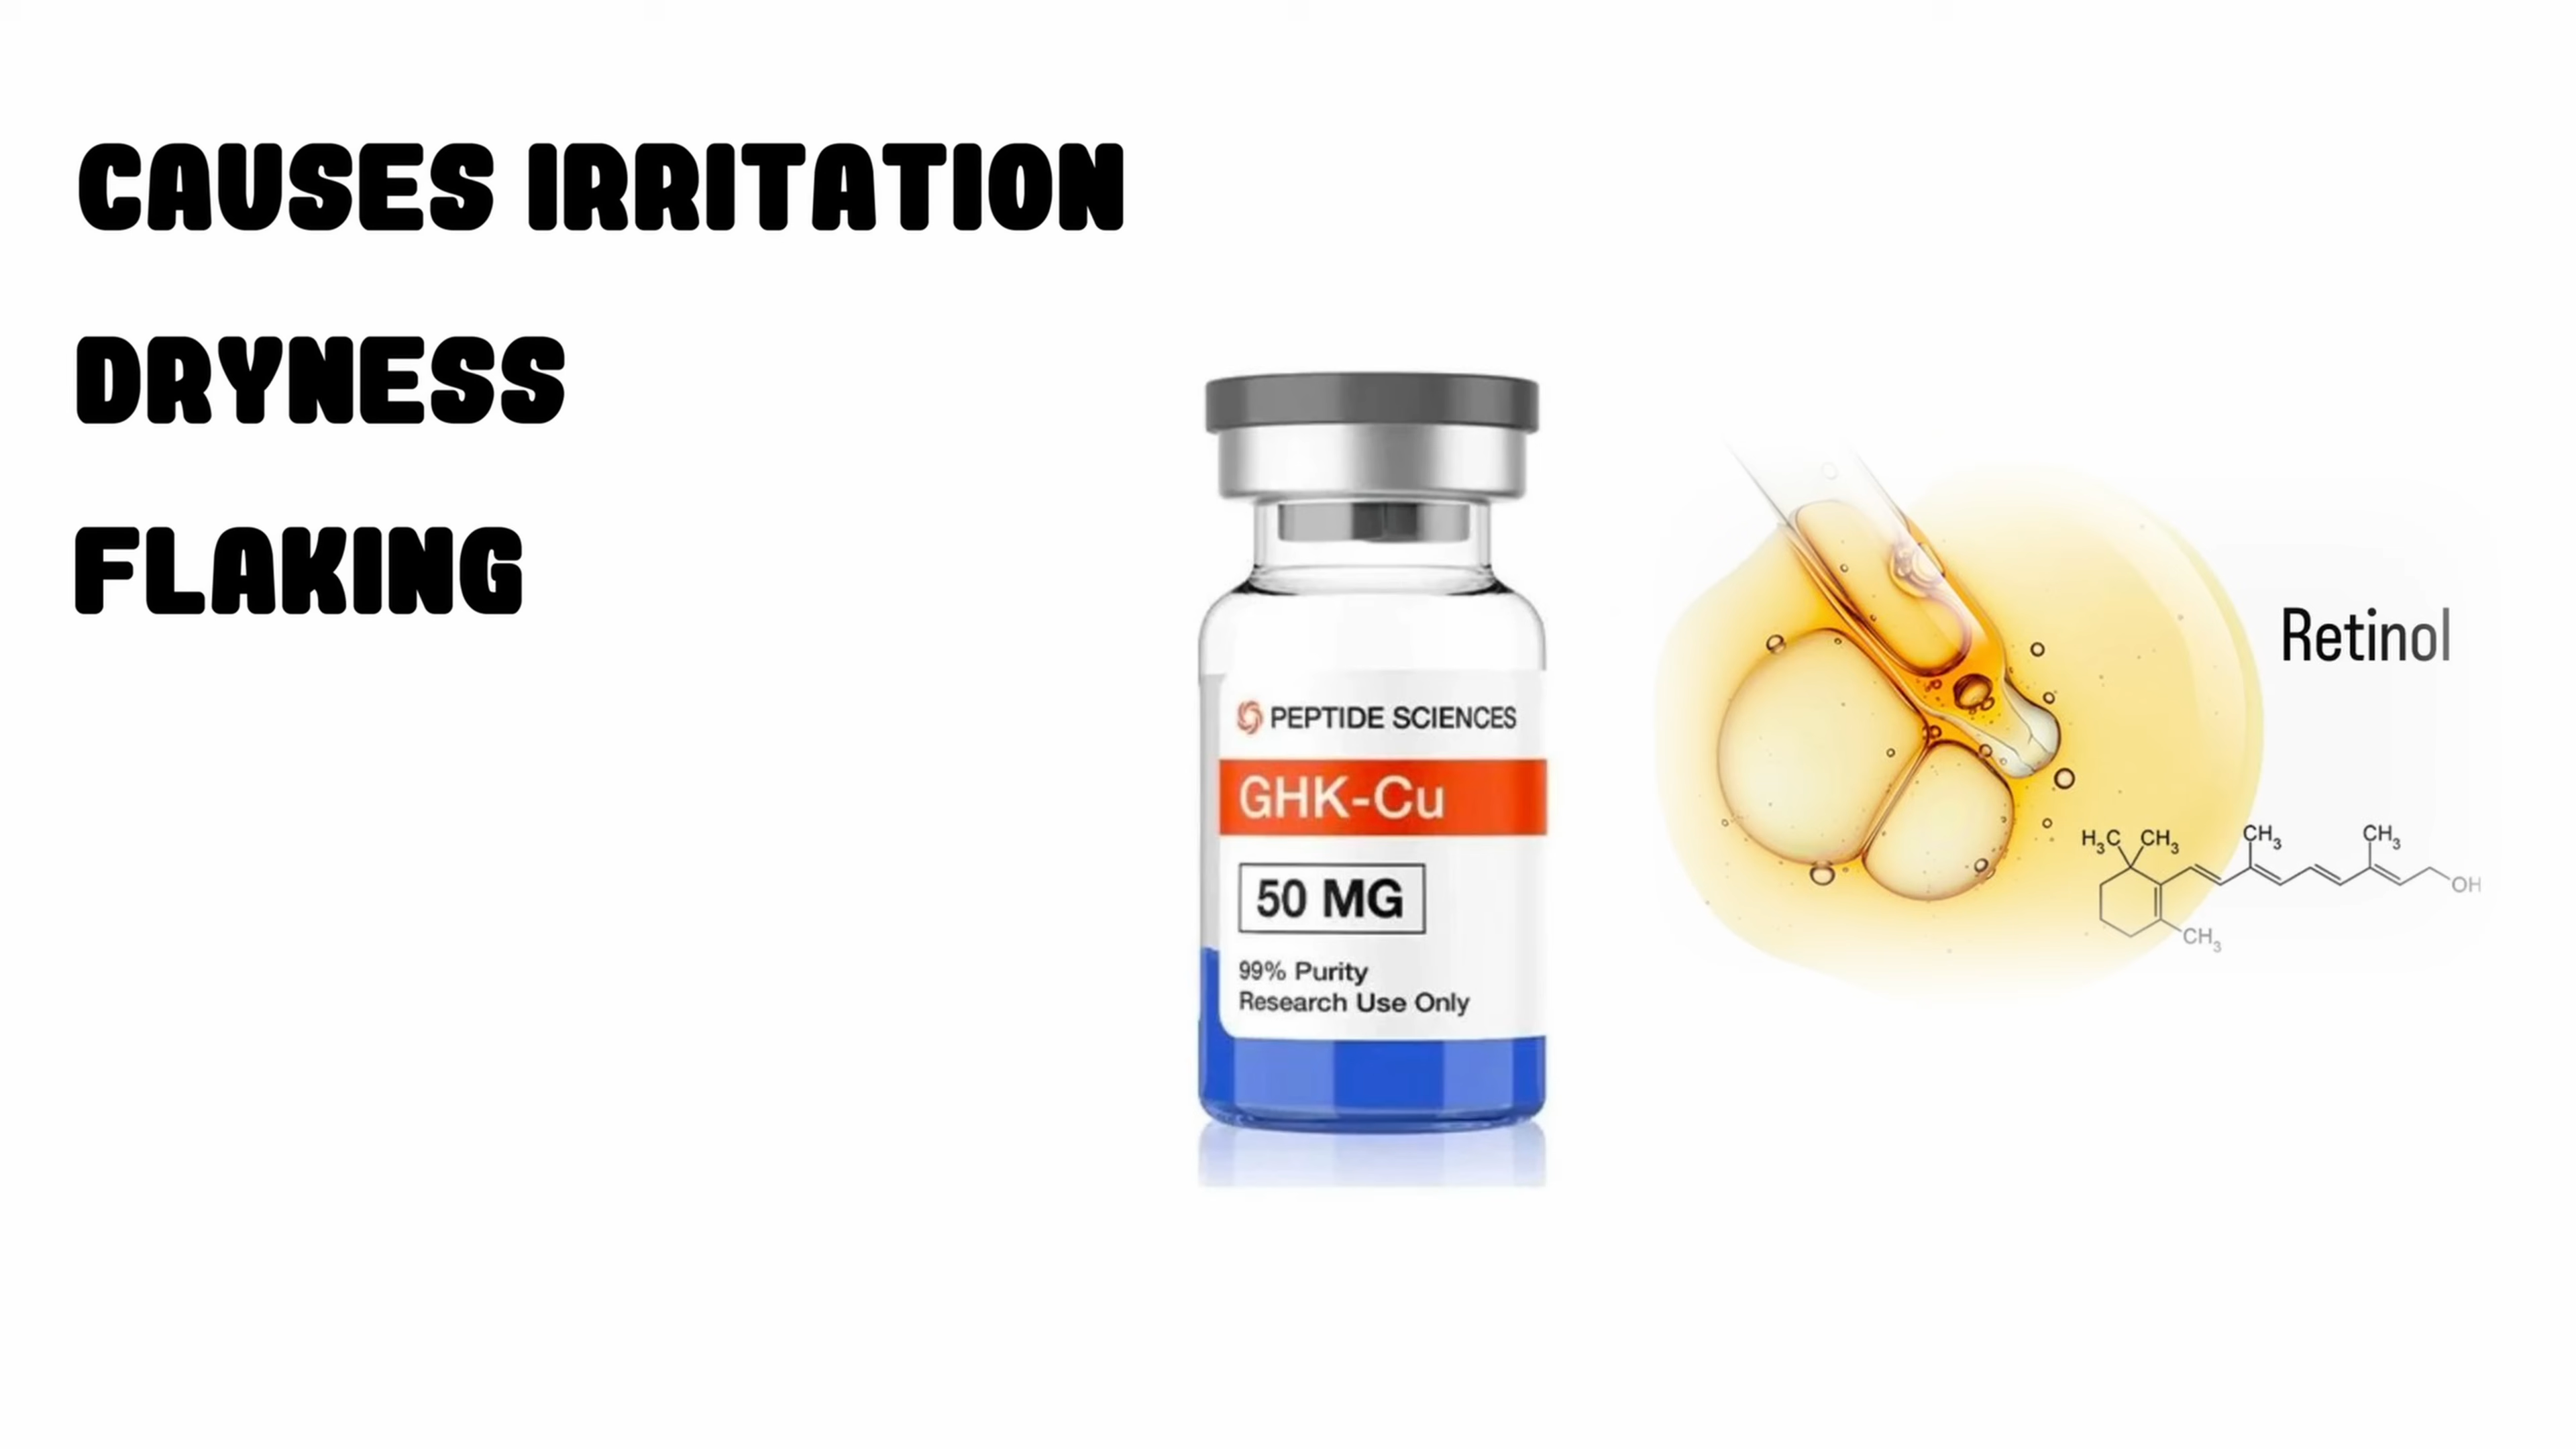 CAUSES IRRITATION
DRYNESS
FLAKING
PEPTIDE SCIENCES
GHK-Cu
50 MG
99% Purity
Research Use Only
Retinol
H₃C CH₃ CH₃ CH₃
OH
CH₃